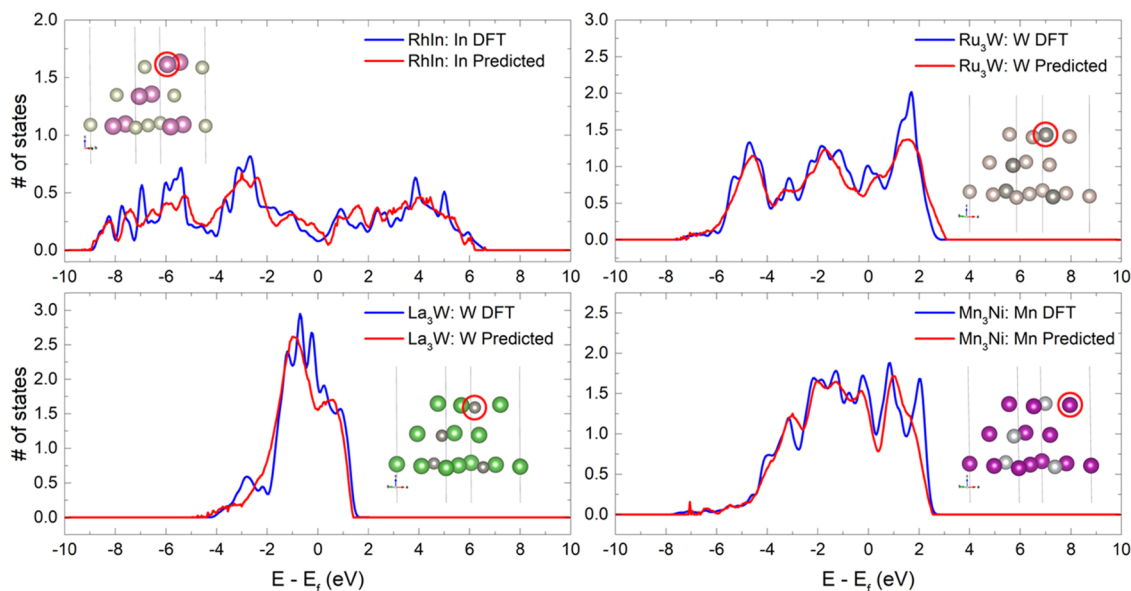 2.0
1.5
1.0
0.5
0.0
# of states
RhIn: In DFT
RhIn: In Predicted
-10 -8 -6 -4 -2 0 2 4 6 8 10
3.0
2.5
2.0
1.5
1.0
0.5
0.0
# of states
Ru₃W: W DFT
Ru₃W: W Predicted
-10 -8 -6 -4 -2 0 2 4 6 8 10
3.0
2.5
2.0
1.5
1.0
0.5
0.0
# of states
La₃W: W DFT
La₃W: W Predicted
-10 -8 -6 -4 -2 0 2 4 6 8 10
E - E_f (eV)
2.5
2.0
1.5
1.0
0.5
0.0
Mn₃Ni: Mn DFT
Mn₃Ni: Mn Predicted
-10 -8 -6 -4 -2 0 2 4 6 8 10
E - E_f (eV)